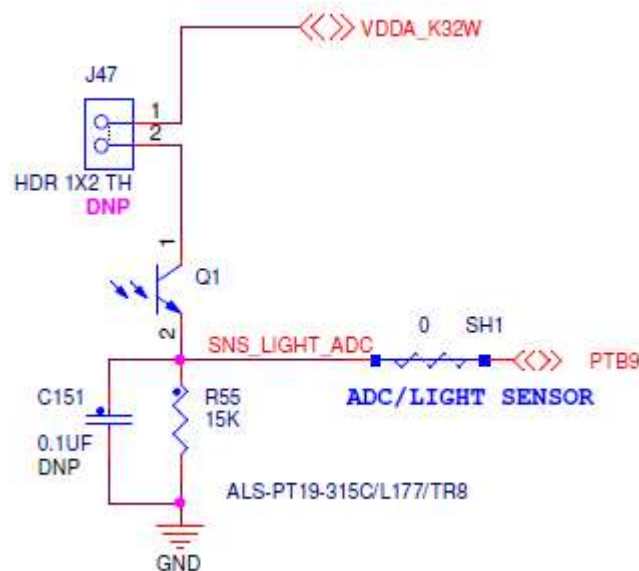 VDDA_K32W
J47
1
2
HDR 1X2 TH
DNP
1
Q1
2
SNS_LIGHT_ADC
0 SH1
PTB9
C151
R55
15K
ADC/LIGHT SENSOR
0.1UF
DNP
ALS-PT19-315C/L177/TR8
GND